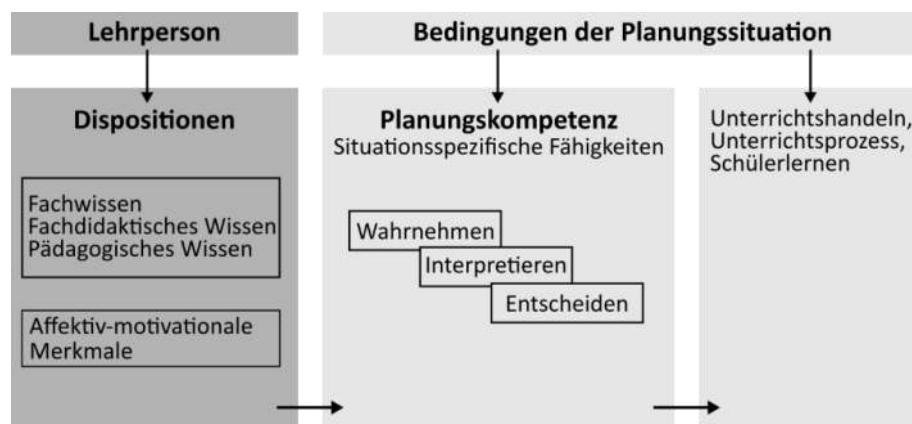 Lehrperson
Bedingungen der Planungssituation
Dispositionen
Fachwissen
Fachdidaktisches Wissen
Pädagogisches Wissen
Affektiv-motivationale
Merkmale
Planungskompetenz
Situationsspezifische Fähigkeiten
Wahrnehmen
Interpretieren
Entscheiden
Unterrichtshandeln,
Unterrichtsprozess,
Schülerlernen